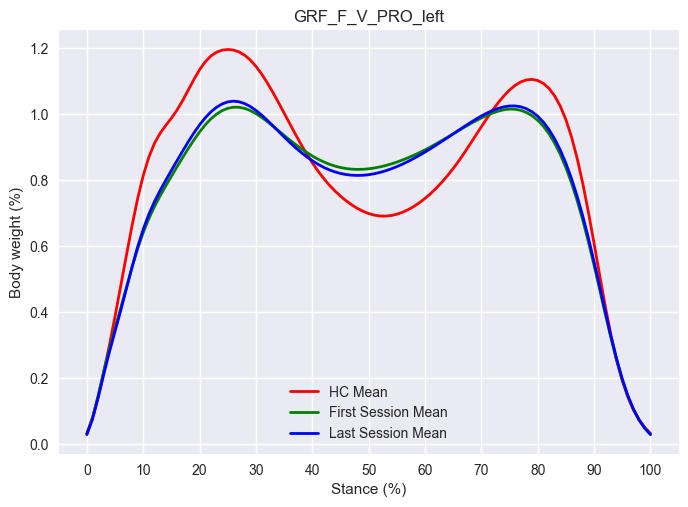 GRF_F_V_PRO_left
Body weight (%)
1.2
1.0
0.8
0.6
0.4
0.2
0.0
HC Mean
First Session Mean
Last Session Mean
0 10 20 30 40 50 60 70 80 90 100
Stance (%)